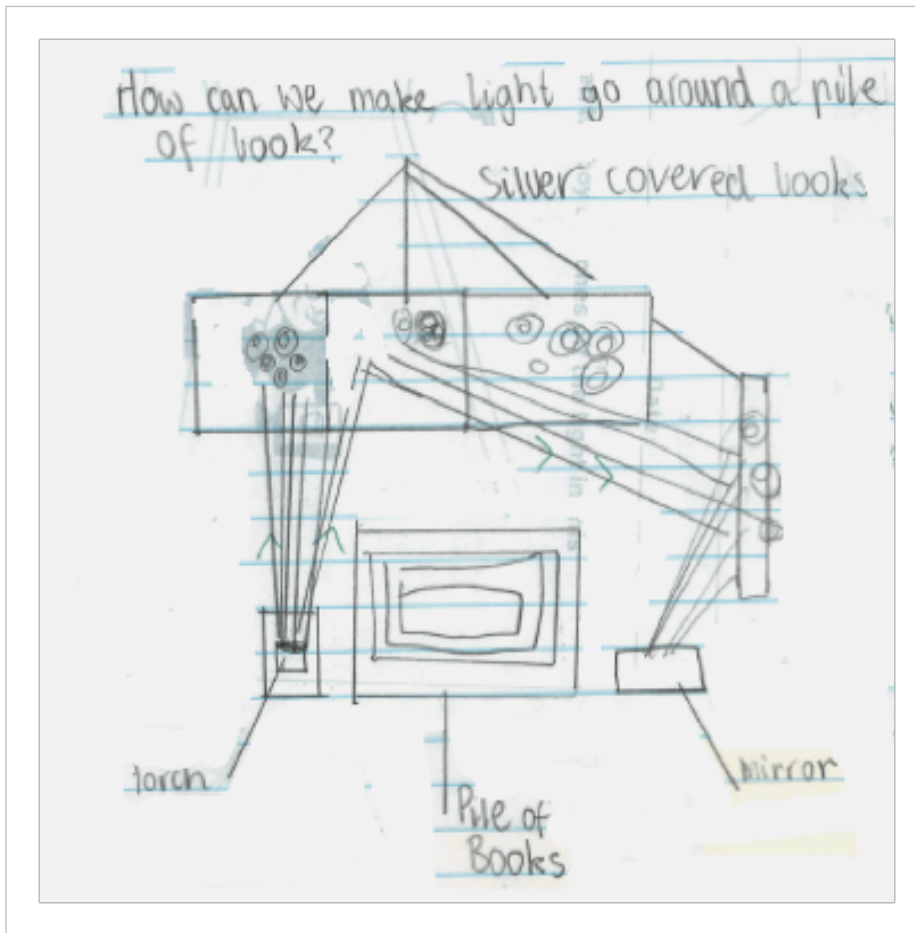 How can we make light go around a pile
of book?
Silver covered books
torch
mirror
Pile of
Books